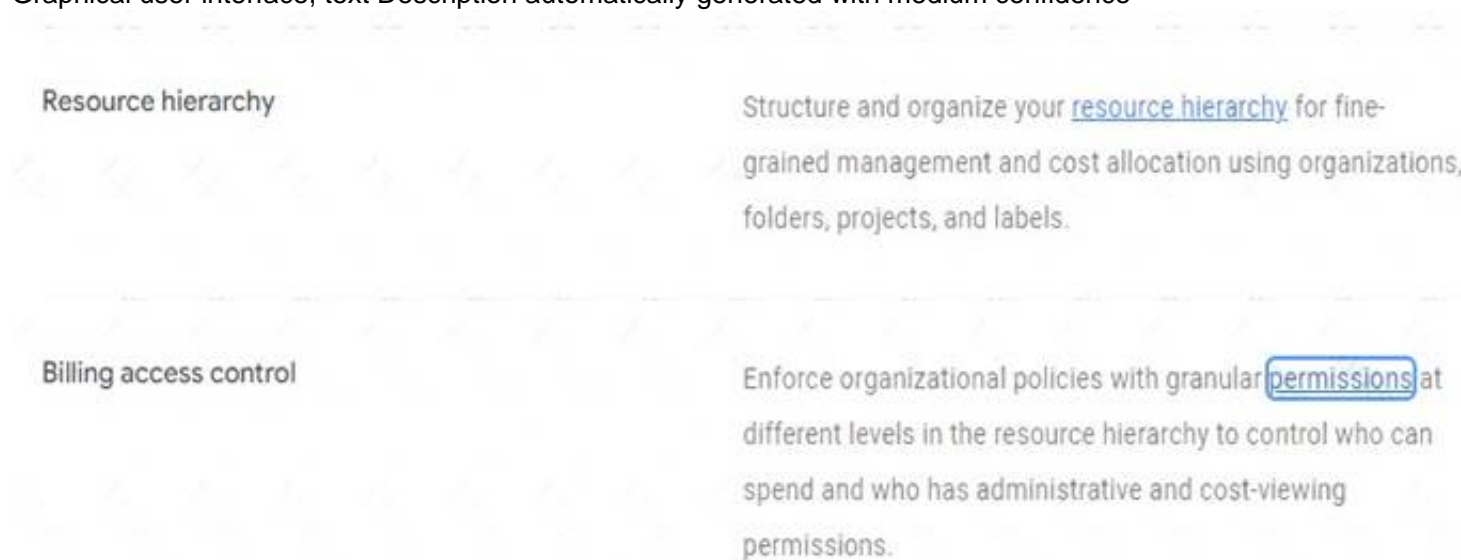 Graphical user interface, text Description automatically generated with medium confidence
Resource hierarchy
Structure and organize your resource hierarchy for fine-
grained management and cost allocation using organizations,
folders, projects, and labels.
Billing access control
Enforce organizational policies with granular permissions at
different levels in the resource hierarchy to control who can
spend and who has administrative and cost-viewing
permissions.